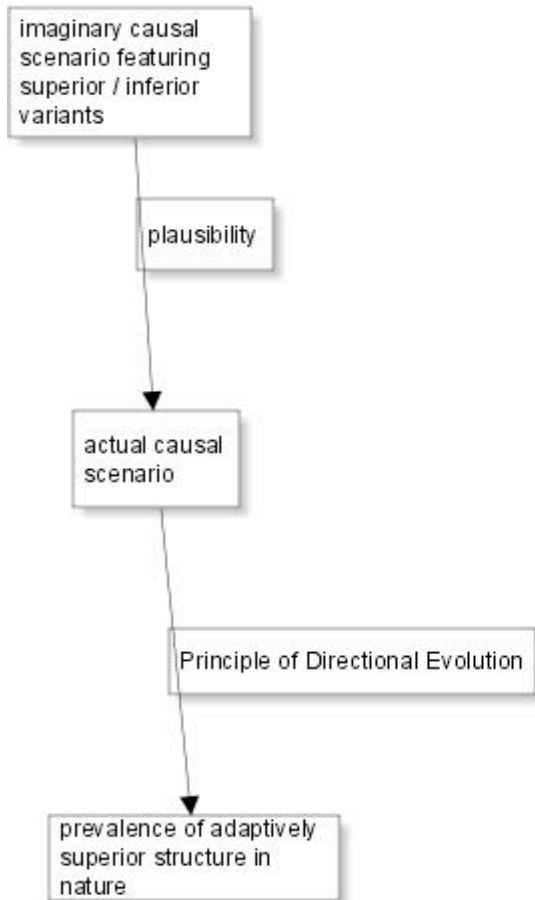 imaginary causal
scenario featuring
superior / inferior
variants
plausibility
actual causal
scenario
Principle of Directional Evolution
prevalence of adaptively
superior structure in
nature